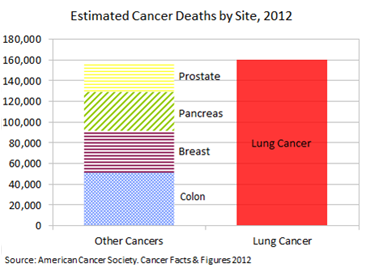 Estimated Cancer Deaths by Site, 2012
180,000
160,000
140,000
120,000
100,000
80,000
60,000
40,000
20,000
0
Prostate
Pancreas
Breast
Colon
Lung Cancer
Other Cancers
Lung Cancer
Source: American Cancer Society. Cancer Facts & Figures 2012